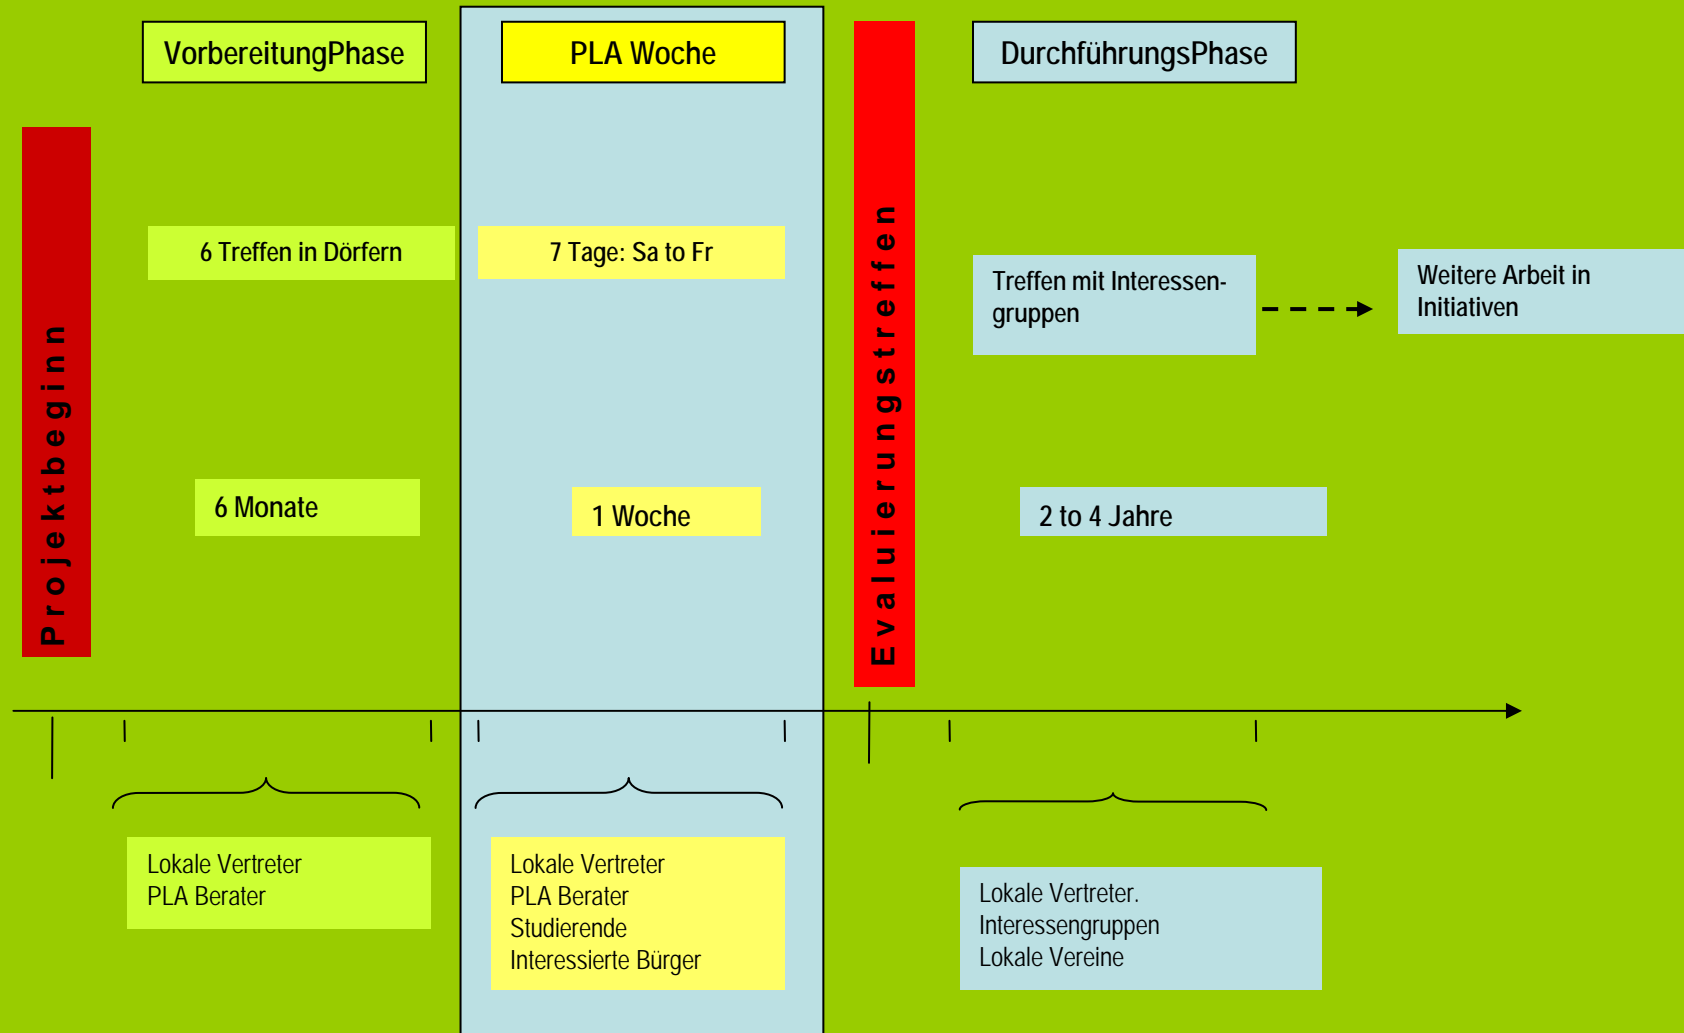 VorbereitungPhase
PLA Woche
DurchführungsPhase
Projektbeginn
6 Treffen in Dörfern
7 Tage: Sa to Fr
Evaluierungstreffen
Treffen mit Interessen-
gruppen
Weitere Arbeit in
Initiativen
6 Monate
1 Woche
2 to 4 Jahre
Lokale Vertreter
PLA Berater
Lokale Vertreter
PLA Berater
Studierende
Interessierte Bürger
Lokale Vertreter.
Interessengruppen
Lokale Vereine